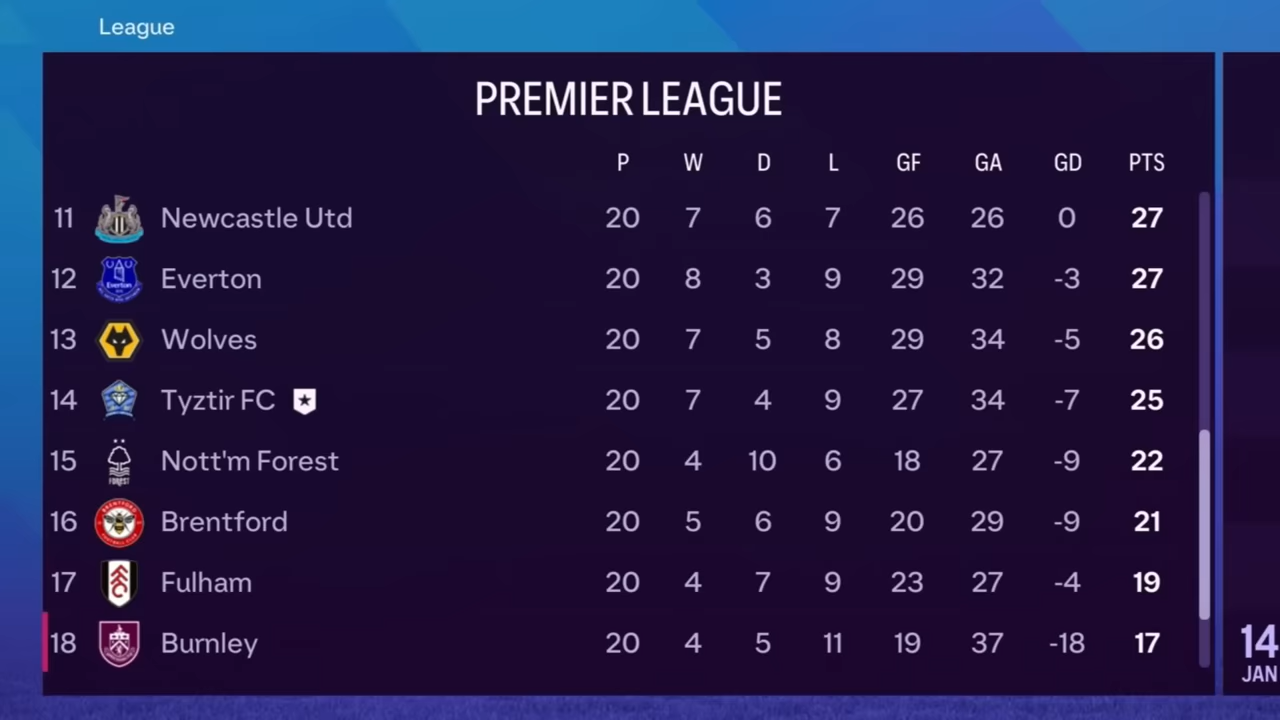 League
PREMIER LEAGUE
P W D L GF GA GD PTS
11 Newcastle Utd 20 7 6 7 26 26 0 27
12 Everton 20 8 3 9 29 32 -3 27
13 Wolves 20 7 5 8 29 34 -5 26
14 Tyztir FC 20 7 4 9 27 34 -7 25
15 Nott'm Forest 20 4 10 6 18 27 -9 22
16 Brentford 20 5 6 9 20 29 -9 21
17 Fulham 20 4 7 9 23 27 -4 19
18 Burnley 20 4 5 11 19 37 -18 17
14
JAN